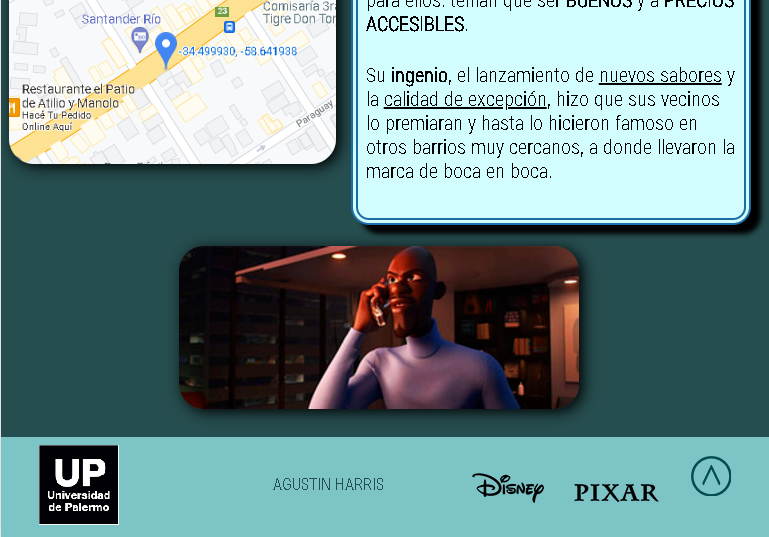 Santander Río
Comisaría 3ra
Tigre Don Tor
23
-34.499930, -58.641938
Restaurante el Patio
de Atilio y Manolo
Hacé Tu Pedido
Online Aquí
Paraguay
para ellos: tenían que ser BUENOS y a PRECIOS
ACCESIBLES.
Su ingenio, el lanzamiento de nuevos sabores y
la calidad de excepción, hizo que sus vecinos
lo premiaran y hasta lo hicieron famoso en
otros barrios muy cercanos, a donde llevaron la
marca de boca en boca.
UP
Universidad
de Palermo
AGUSTIN HARRIS
Disney
PIXAR